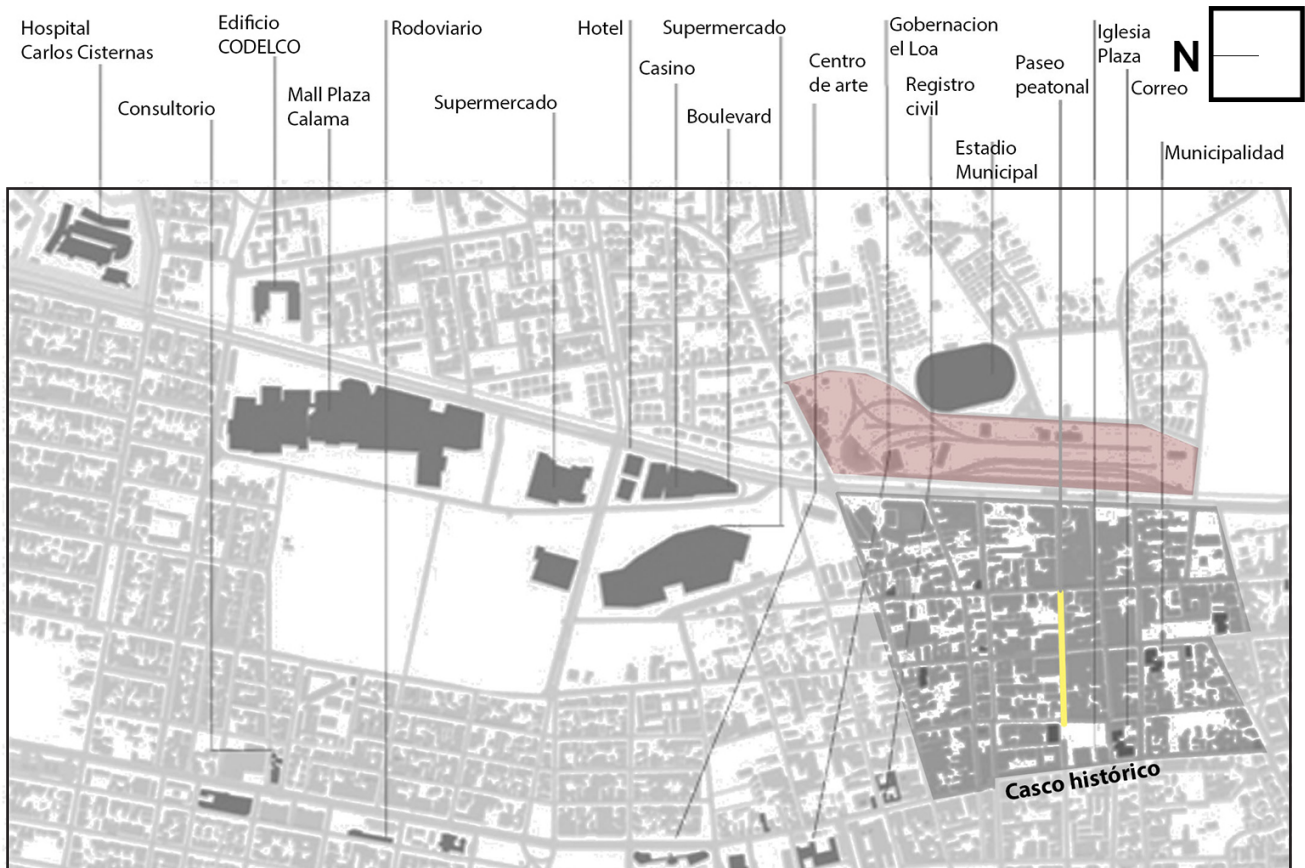 Hospital
Carlos Cisternas
Consultorio
Edificio
CODELCO
Mall Plaza
Calama
Rodoviario
Supermercado
Hotel
Casino
Supermercado
Boulevard
Centro
de arte
Gobernacion
el Loa
Registro
civil
Estadio
Municipal
Paseo
peatonal
Iglesia
Plaza
Correo
Municipalidad
N
Casco histórico